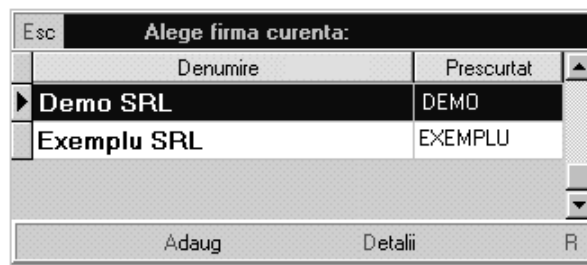 Esc Alege firma curenta:
Denumire Prescurtat
Demo SRL DEMO
Exemplu SRL EXEMPLU
Adaug Detalii R